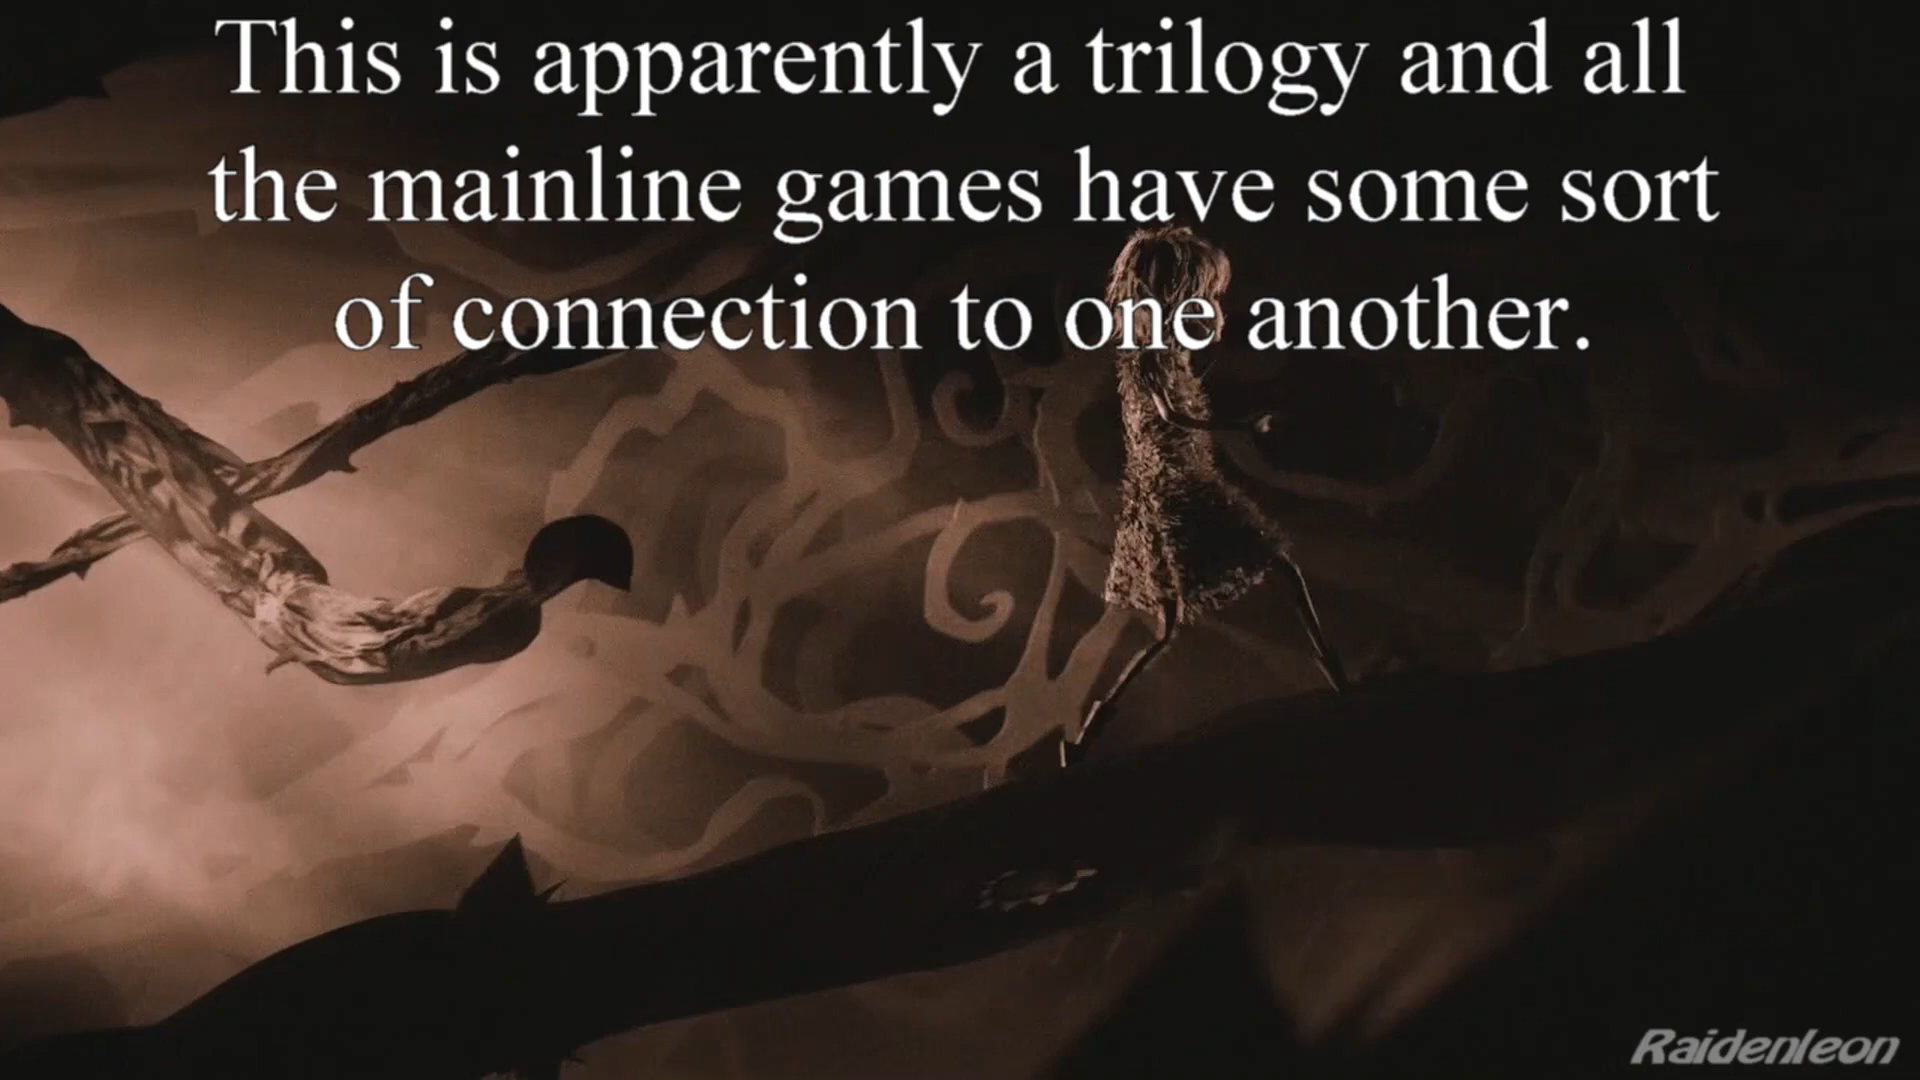 This is apparently a trilogy and all
the mainline games have some sort
of connection to one another.
Raidenleon